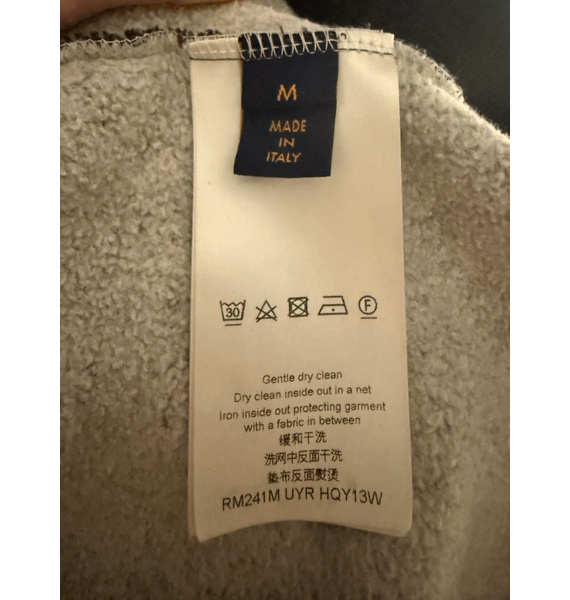 M
MADE
IN
ITALY
30 F
Gentle dry clean
Dry clean inside out in a net
Iron inside out protecting garment
with a fabric in between
缓和干洗
洗网中反面干洗
垫布反面熨烫
RM241M UYR HQY13W